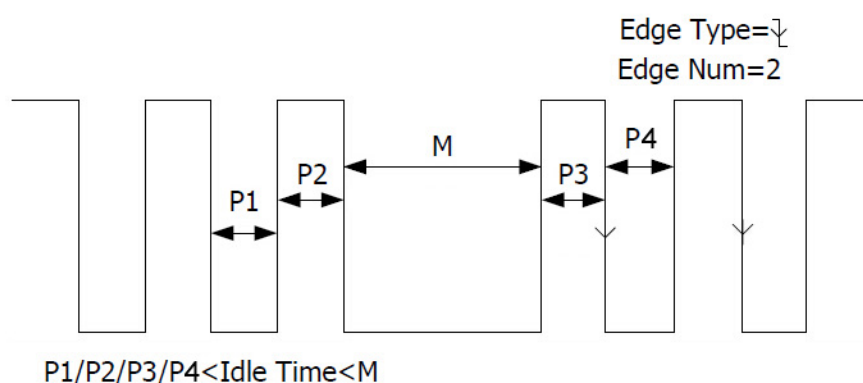 Edge Type=
Edge Num=2
M
P4
P2
P3
P1
P1/P2/P3/P4<Idle Time<M